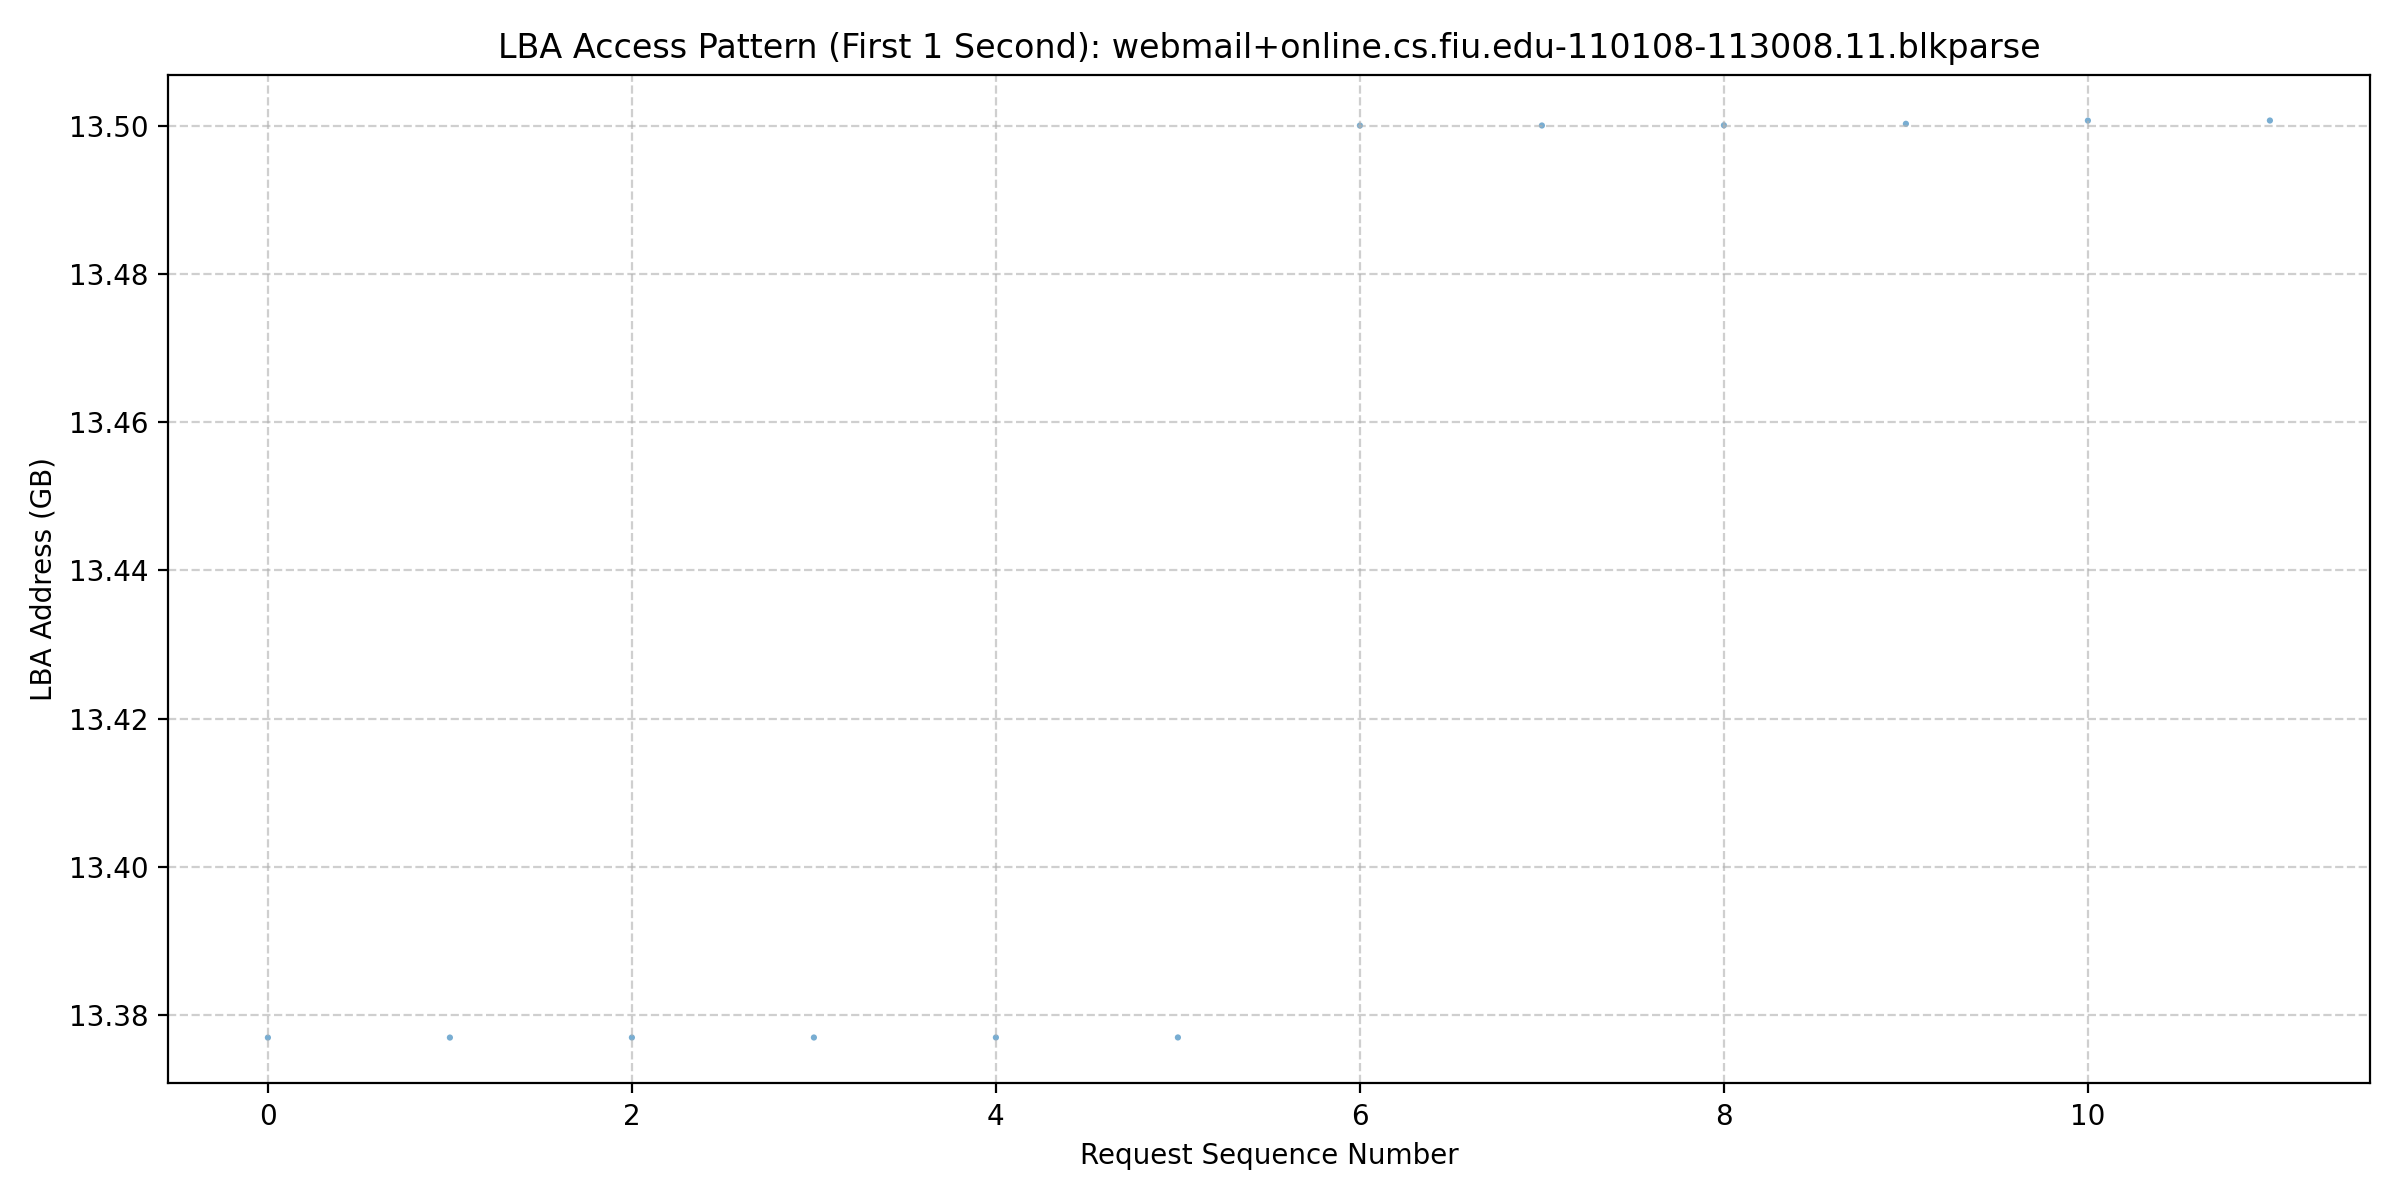 LBA Access Pattern (First 1 Second): webmail+online.cs.fiu.edu-110108-113008.11.blkparse
LBA Address (GB)
13.50
13.48
13.46
13.44
13.42
13.40
13.38
0 2 4 6 8 10
Request Sequence Number